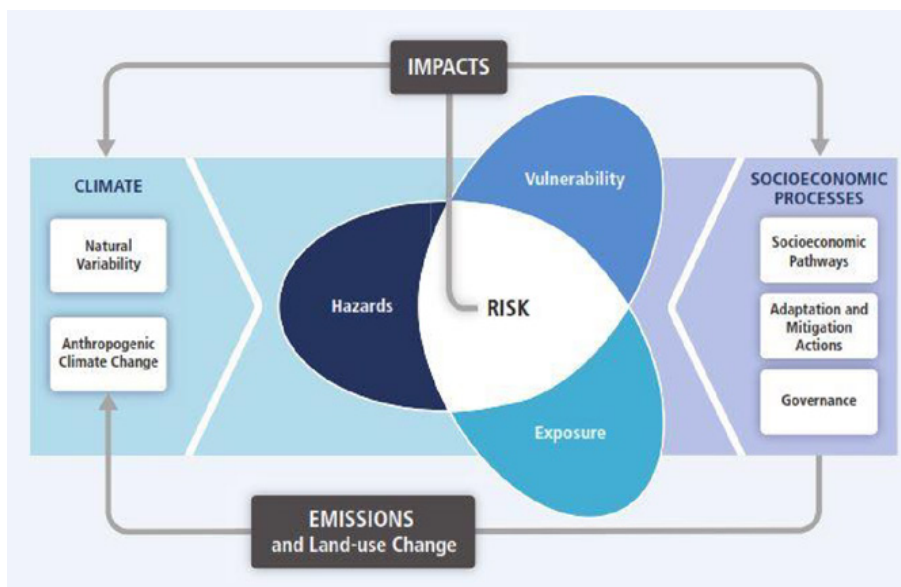 IMPACTS
CLIMATE
Natural
Variability
Anthropogenic
Climate Change
Vulnerability
Hazards
RISK
Exposure
SOCIOECONOMIC
PROCESSES
Socioeconomic
Pathways
Adaptation and
Mitigation
Actions
Governance
EMISSIONS
and Land-use Change